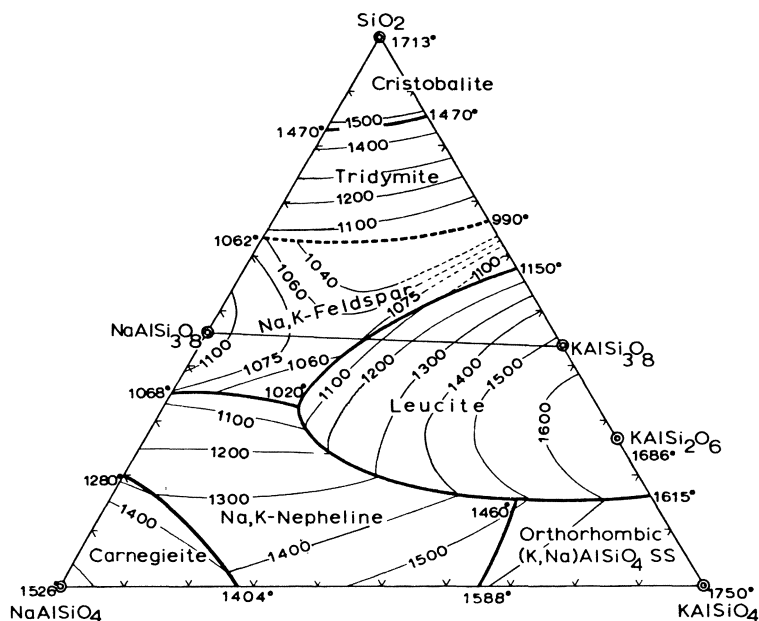 SiO2
1713°
Cristobalite
1470°
1500
1470°
1400
Tridymite
1200
1100
990°
1062°
1040
1060
1100
1150°
1075
Na,K-Feldspar
NaAlSi3O8
1100
1075
1060
1100
1200
1300
1400
1500
KAlSi3O8
1068°
1020°
Leucite
1100
1600
KAlSi2O6
1200
1686°
1280°
1300
1460°
1615°
1400
Na,K-Nepheline
Orthorhombic
Carnegieite
1400
1500
(K,Na)AlSiO4 SS
1526°
1404°
1588°
1750°
NaAlSiO4
KAlSiO4